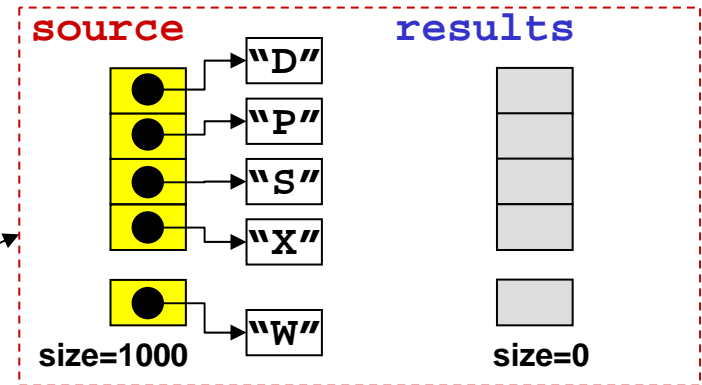 source results
“D”
“P”
“S”
“X”
“W”
size=1000 size=0